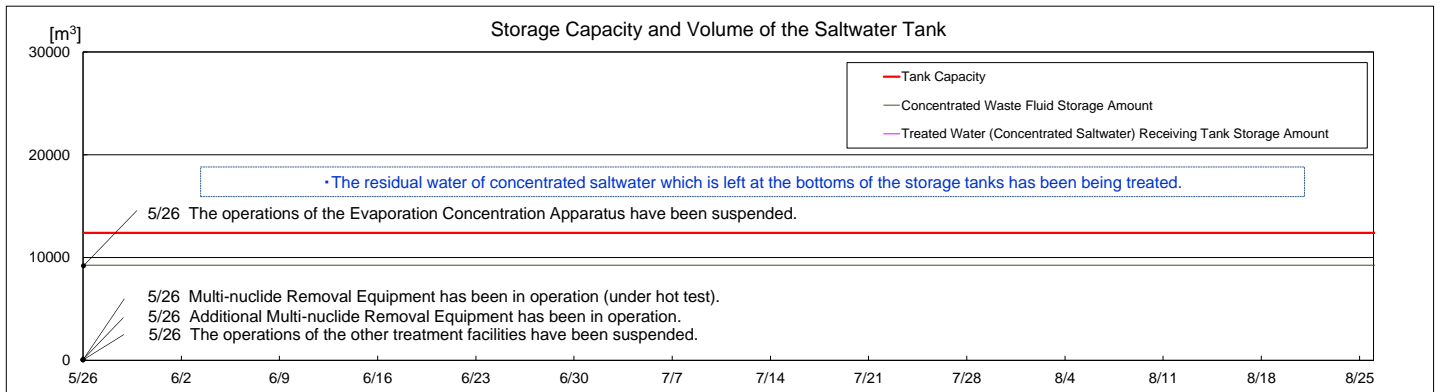 Storage Capacity and Volume of the Saltwater Tank
[m³]
30000
Tank Capacity
Concentrated Waste Fluid Storage Amount
Treated Water (Concentrated Saltwater) Receiving Tank Storage Amount
20000
・The residual water of concentrated saltwater which is left at the bottoms of the storage tanks has been being treated.
5/26 The operations of the Evaporation Concentration Apparatus have been suspended.
10000
5/26 Multi-nuclide Removal Equipment has been in operation (under hot test).
5/26 Additional Multi-nuclide Removal Equipment has been in operation.
5/26 The operations of the other treatment facilities have been suspended.
0
5/26 6/2 6/9 6/16 6/23 6/30 7/7 7/14 7/21 7/28 8/4 8/11 8/18 8/25